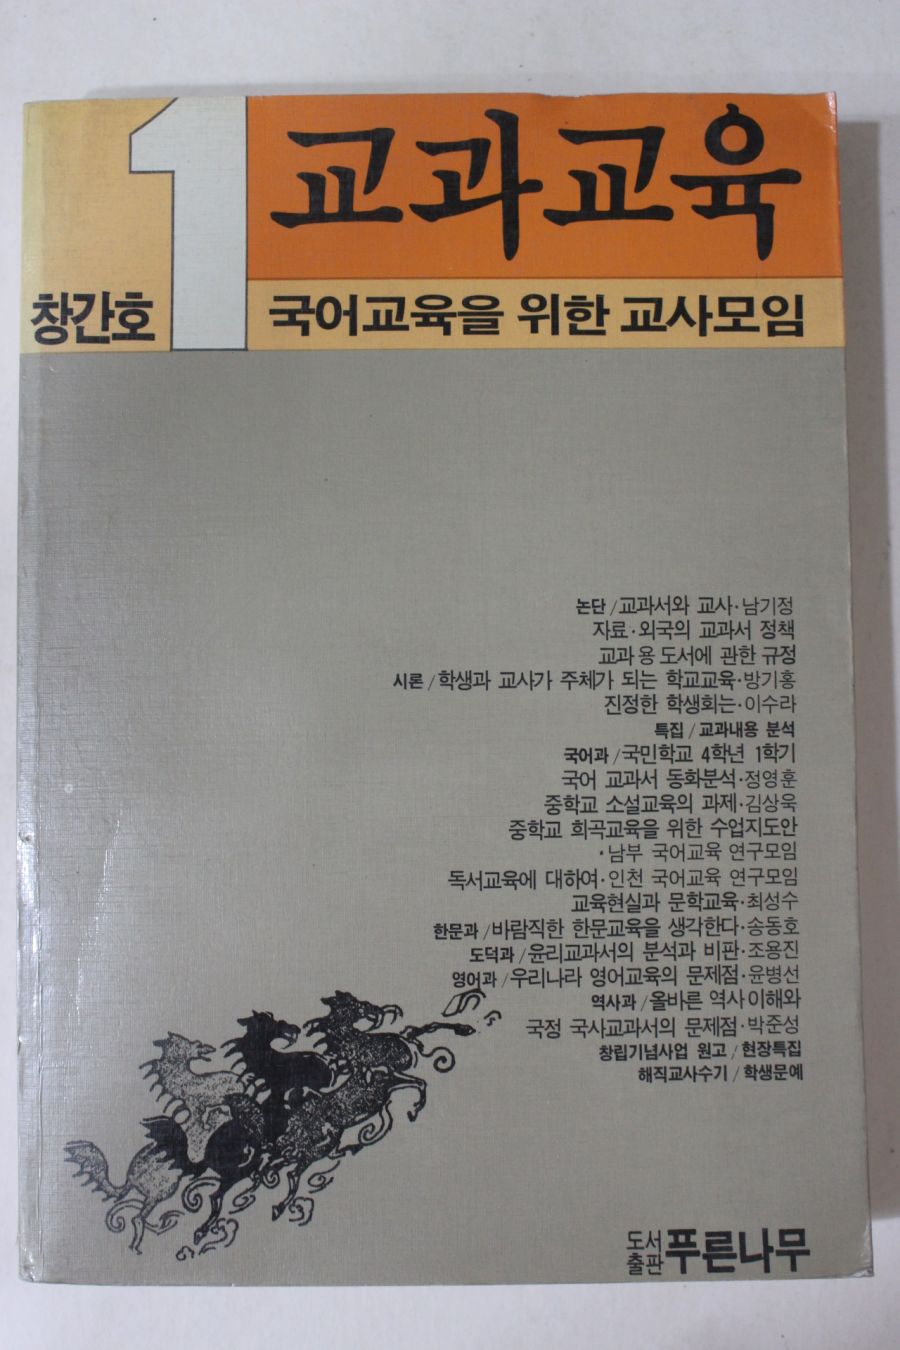 1
교과교육
창간호
국어교육을 위한 교사모임
논단/교과서와 교사·남기정
자료·외국의 교과서 정책
교과용 도서에 관한 규정
시론/학생과 교사가 주체가 되는 학교교육·방기홍
진정한 학생회는·이수라
특집/교과내용 분석
국어과/국민학교 4학년 1학기
국어 교과서 동화분석·정영훈
중학교 소설교육의 과제·김상욱
중학교 희곡교육을 위한 수업지도안
·남부 국어교육 연구모임
독서교육에 대하여·인천 국어교육 연구모임
교육현실과 문학교육·최성수
한문과/바람직한 한문교육을 생각한다·송동호
도덕과/윤리교과서의 분석과 비판·조용진
영어과/우리나라 영어교육의 문제점·윤병선
역사과/올바른 역사이해와
국정 국사교과서의 문제점·박준성
창립기념사업 원고/현장특집
해직교사수기/학생문예
도서출판 푸른나무